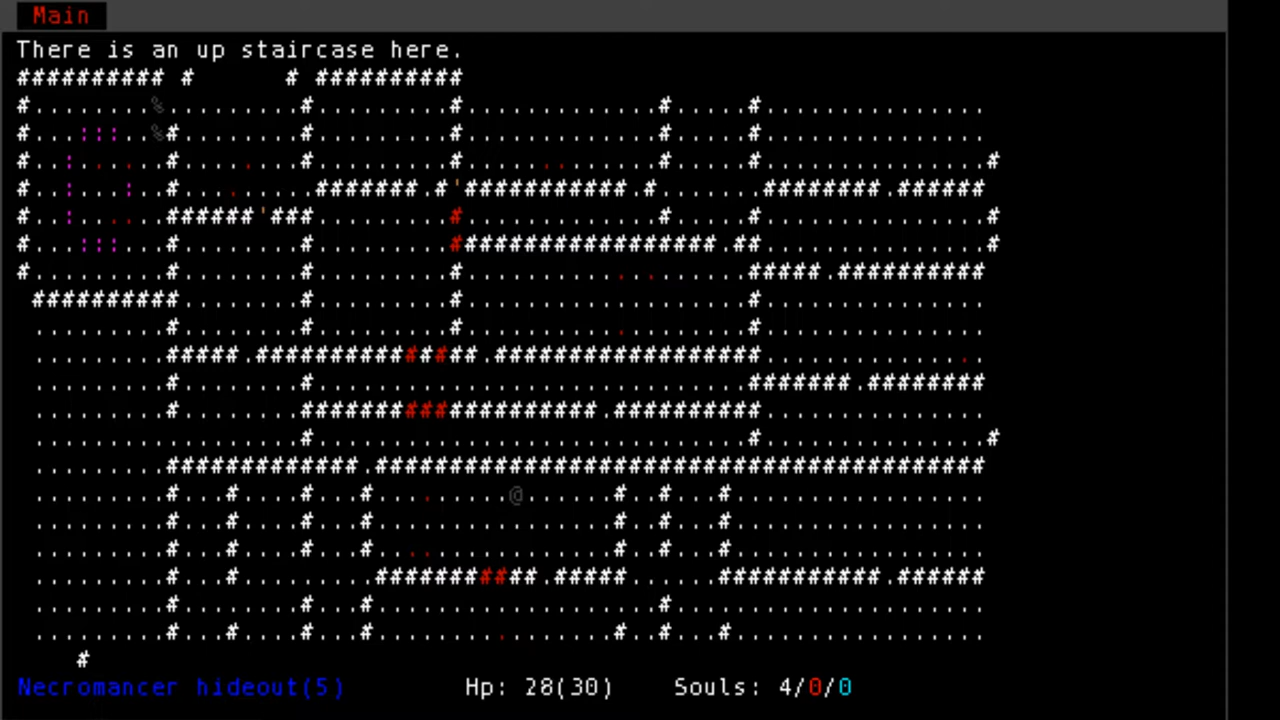 Main
There is an up staircase here.
Necromancer hideout(5) Hp: 28(30) Souls: 4/0/0